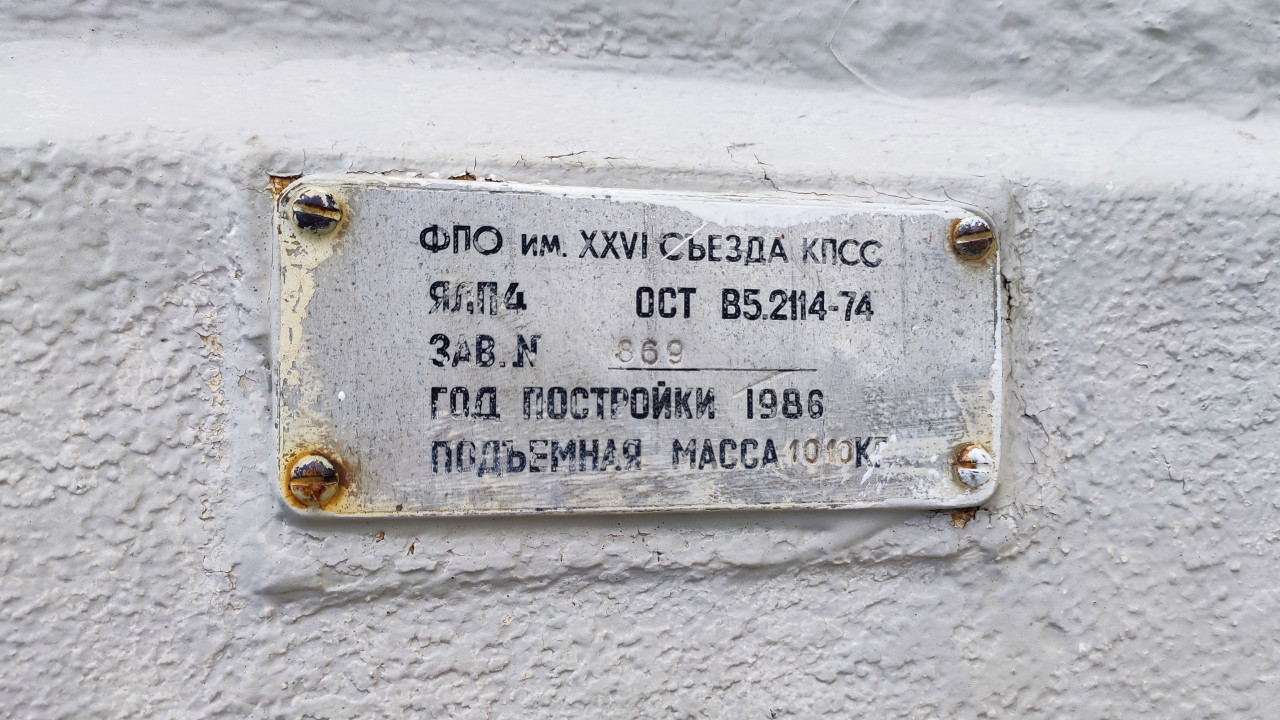 ФПО им. XXVI СЪЕЗДА КПСС
ЯЛП4 ОСТ В5.2114-74
ЗАВ. N 869
ГОД ПОСТРОЙКИ 1986
ПОДЪЕМНАЯ МАССА 1010КГ